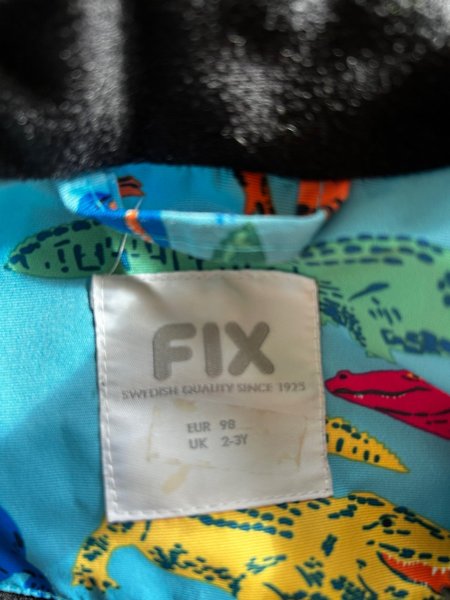 FIX
SWEDISH QUALITY SINCE 1925
EUR 98
UK 2-3Y